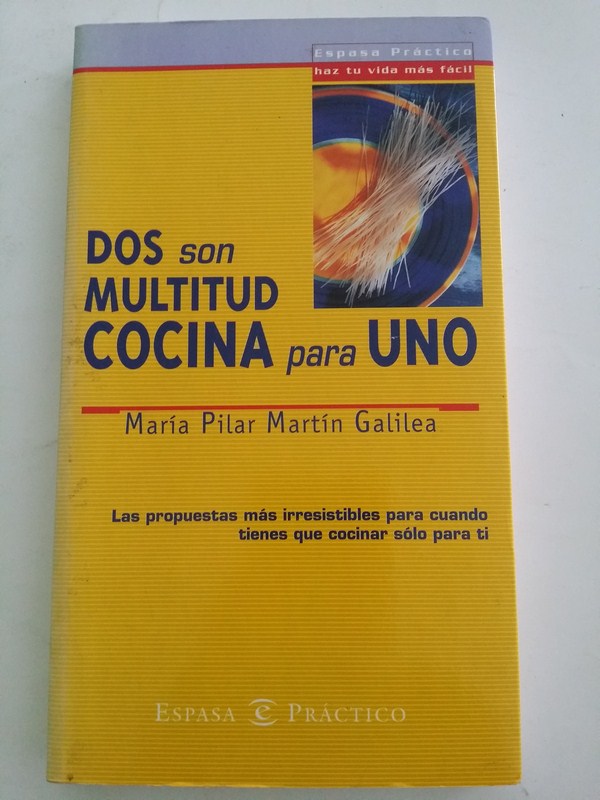 Espasa Práctico
haz tu vida más fácil
DOS son
MULTITUD
COCINA para UNO
María Pilar Martín Galilea
Las propuestas más irresistibles para cuando
tienes que cocinar sólo para ti
ESPASA e PRÁCTICO